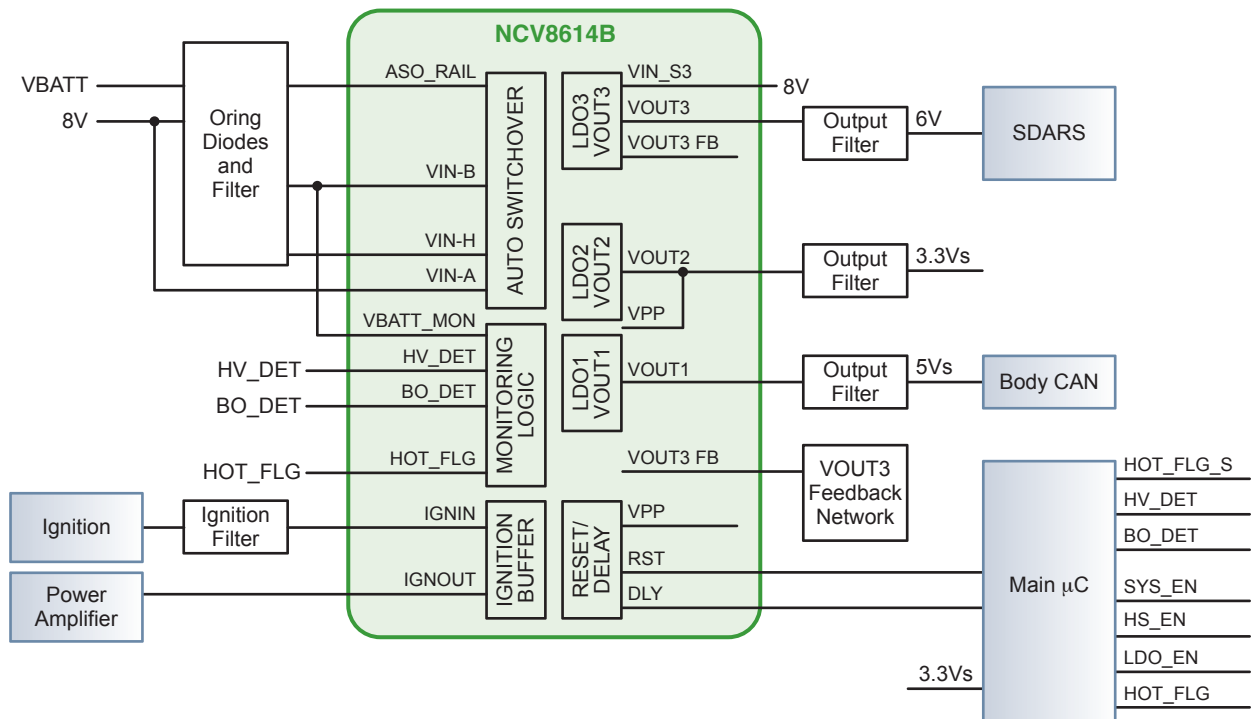 NCV8614B
VBATT
8V
Oring
Diodes
and
Filter
ASO_RAIL
VIN-B
VIN-H
VIN-A
AUTO SWITCHOVER
LDO3
VOUT3
VIN_S3
8V
VOUT3
VOUT3 FB
Output
Filter
6V
SDARS
LDO2
VOUT2
VOUT2
VPP
Output
Filter
3.3Vs
VBATT_MON
HV_DET
HV_DET
BO_DET
BO_DET
HOT_FLG
HOT_FLG
MONITORING
LOGIC
LDO1
VOUT1
VOUT1
Output
Filter
5Vs
Body CAN
VOUT3 FB
VOUT3
Feedback
Network
Ignition
Ignition
Filter
IGNIN
IGNOUT
Power
Amplifier
IGNITION
BUFFER
RESET/
DELAY
VPP
RST
DLY
3.3Vs
Main µC
HOT_FLG_S
HV_DET
BO_DET
SYS_EN
HS_EN
LDO_EN
HOT_FLG